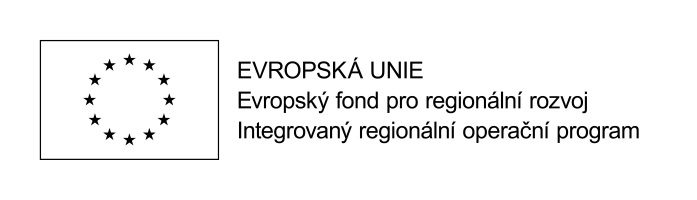 EVROPSKÁ UNIE
Evropský fond pro regionální rozvoj
Integrovaný regionální operační program